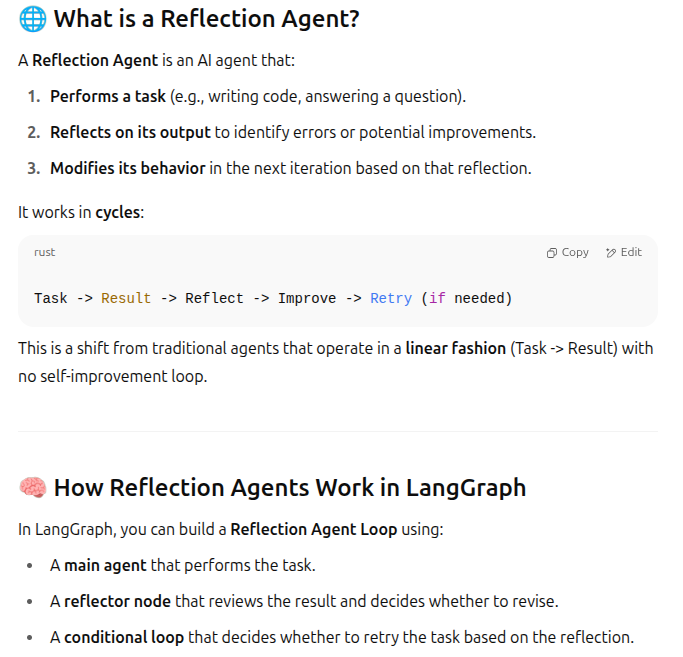 🌐 What is a Reflection Agent?
A Reflection Agent is an AI agent that:
1. Performs a task (e.g., writing code, answering a question).
2. Reflects on its output to identify errors or potential improvements.
3. Modifies its behavior in the next iteration based on that reflection.
It works in cycles:
rust Copy Edit
Task -> Result -> Reflect -> Improve -> Retry (if needed)
This is a shift from traditional agents that operate in a linear fashion (Task -> Result) with
no self-improvement loop.
🧠 How Reflection Agents Work in LangGraph
In LangGraph, you can build a Reflection Agent Loop using:
• A main agent that performs the task.
• A reflector node that reviews the result and decides whether to revise.
• A conditional loop that decides whether to retry the task based on the reflection.